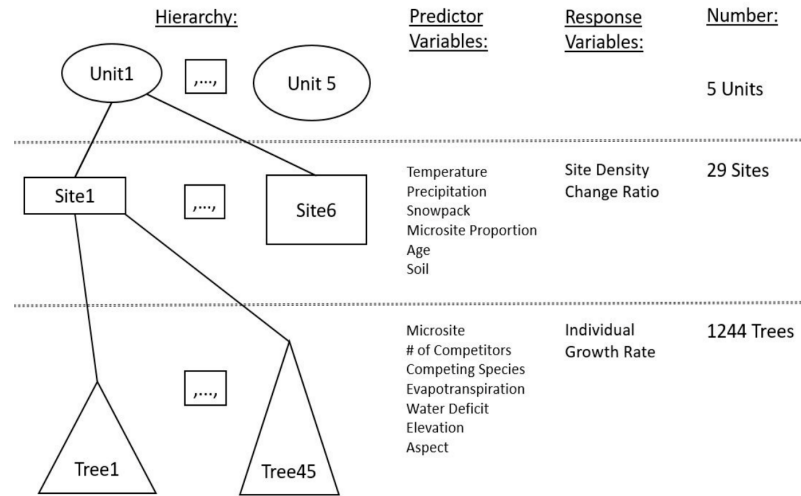 Hierarchy:
Predictor
Variables:
Response
Variables:
Number:
Unit1
,...,
Unit 5
5 Units
Site1
,...,
Site6
Temperature
Precipitation
Snowpack
Microsite Proportion
Age
Soil
Site Density
Change Ratio
29 Sites
Tree1
,...,
Tree45
Microsite
# of Competitors
Competing Species
Evapotranspiration
Water Deficit
Elevation
Aspect
Individual
Growth Rate
1244 Trees